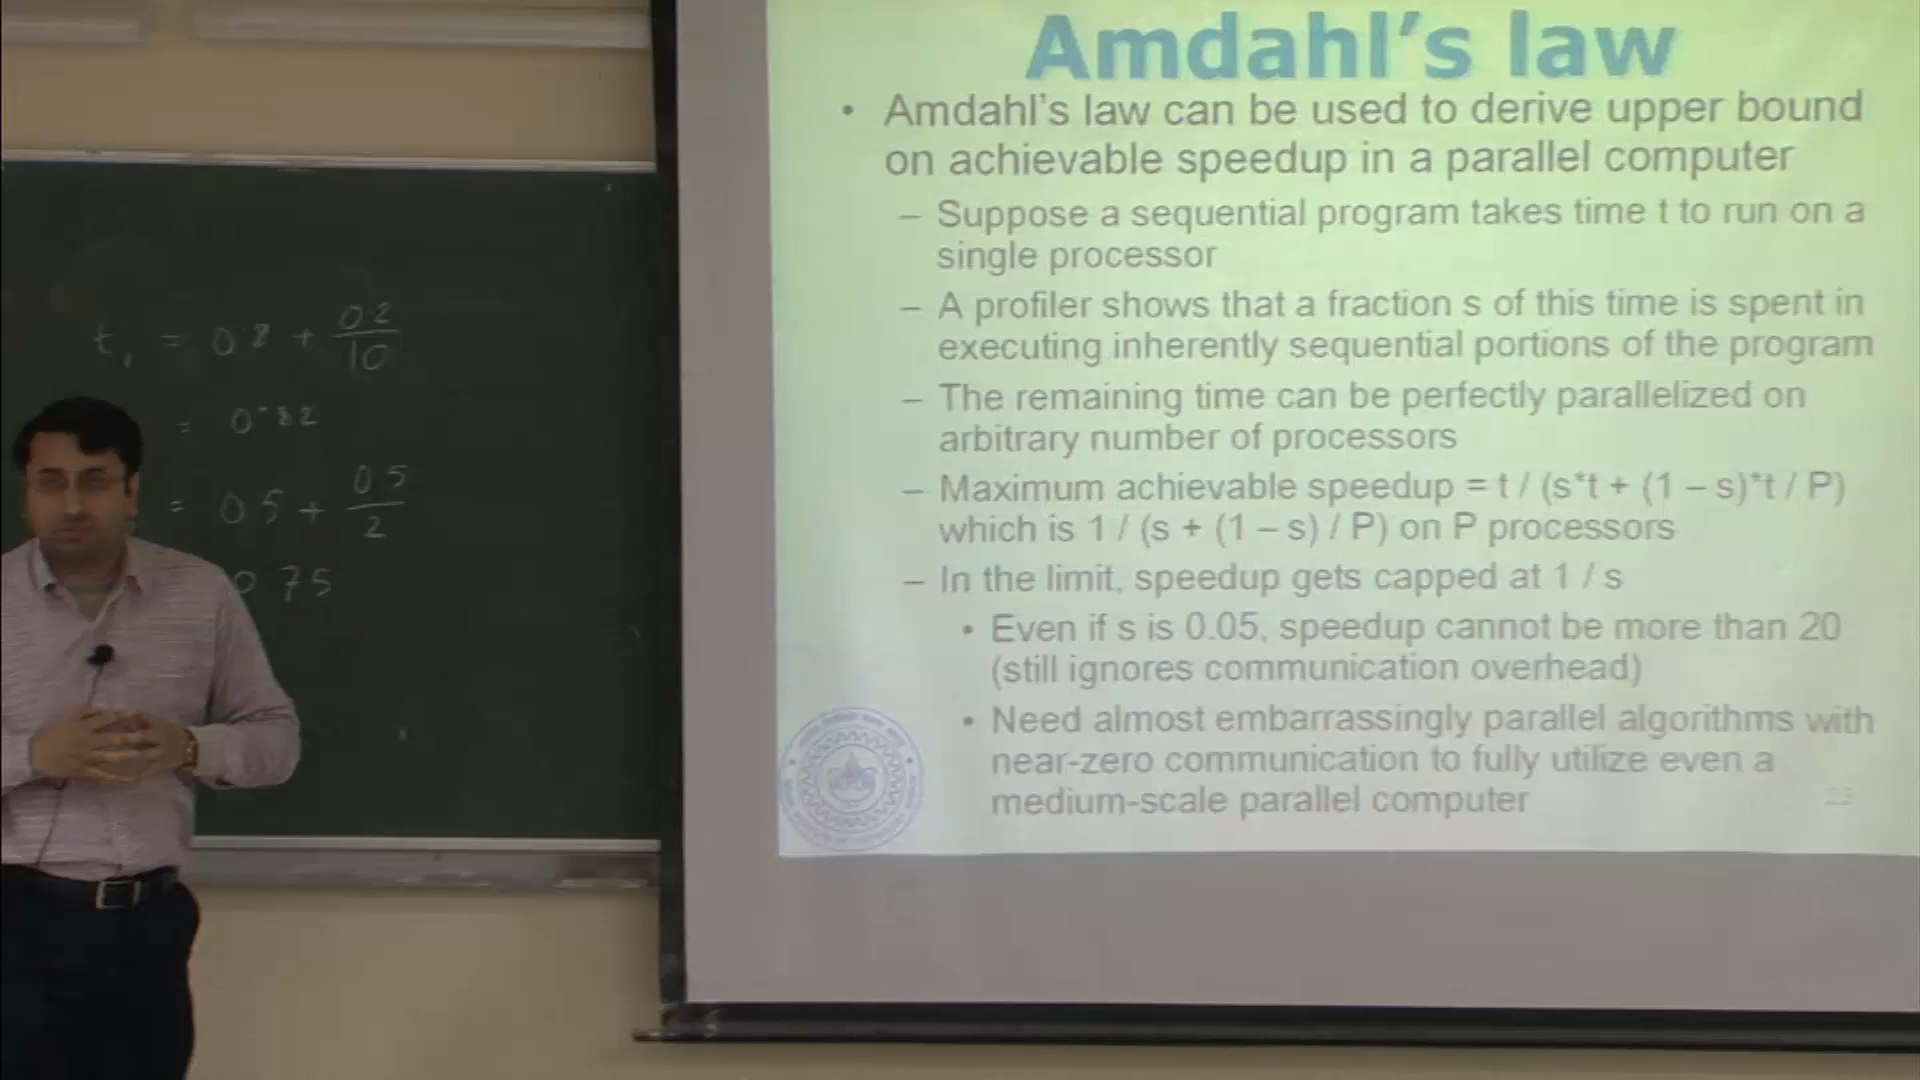 t₁ = 0.8 + 0.2/10
= 0.82
= 0.5 + 0.5/2
0.75
Amdahl's law
• Amdahl's law can be used to derive upper bound
on achievable speedup in a parallel computer
– Suppose a sequential program takes time t to run on a
single processor
– A profiler shows that a fraction s of this time is spent in
executing inherently sequential portions of the program
– The remaining time can be perfectly parallelized on
arbitrary number of processors
– Maximum achievable speedup = t / (s*t + (1 – s)*t / P)
which is 1 / (s + (1 – s) / P) on P processors
– In the limit, speedup gets capped at 1 / s
• Even if s is 0.05, speedup cannot be more than 20
(still ignores communication overhead)
• Need almost embarrassingly parallel algorithms with
near-zero communication to fully utilize even a
medium-scale parallel computer